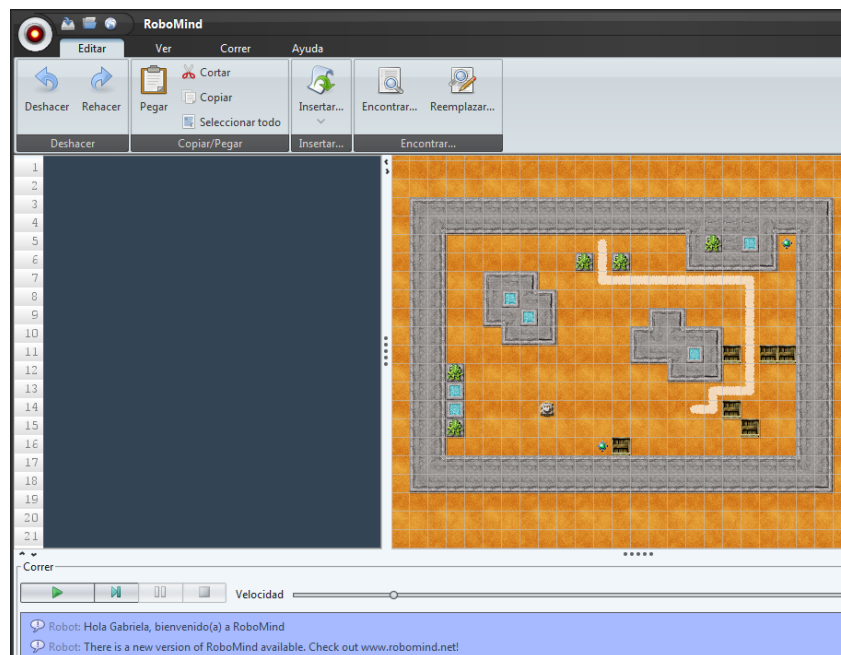 RoboMind
Editar Ver Correr Ayuda
Cortar
Copiar
Deshacer Rehacer Pegar Seleccionar todo Insertar... Encontrar... Reemplazar...
Deshacer Copiar/Pegar Insertar... Encontrar...
1
2
3
4
5
6
7
8
9
10
11
12
13
14
15
16
17
18
19
20
21
Correr
Velocidad
Robot: Hola Gabriela, bienvenido(a) a RoboMind
Robot: There is a new version of RoboMind available. Check out www.robomind.net!